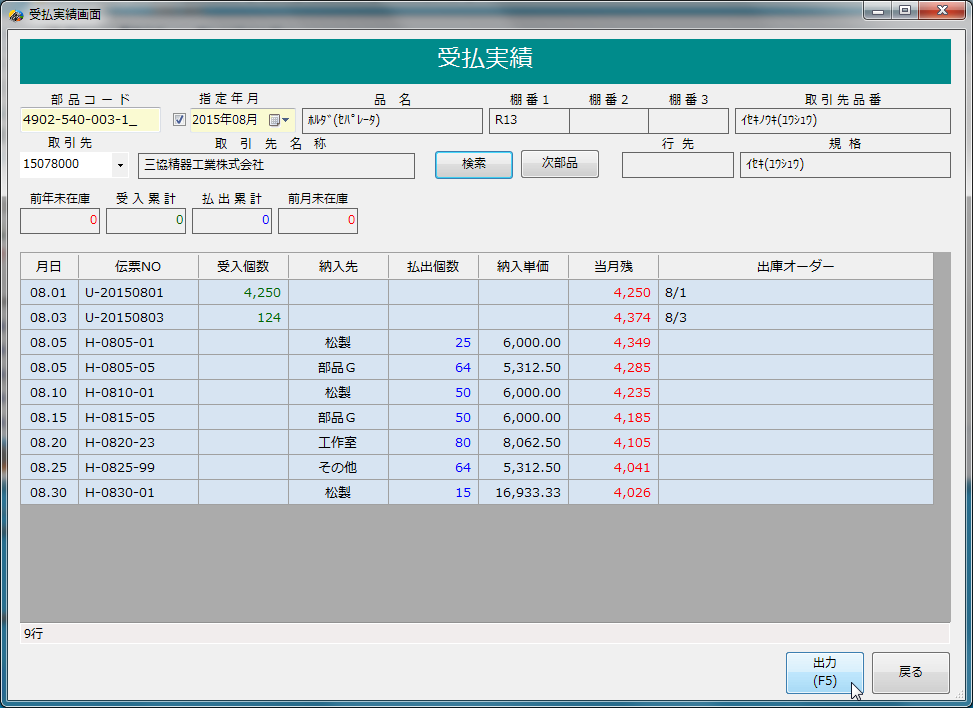 受払実績画面
受払実績
部品コード 指定年月 品 名 棚番1 棚番2 棚番3 取引先品番
4902-540-003-1_ 2015年08月 ﾎﾙﾀﾞ(ｾﾊﾟﾚｰﾀ) R13 ｲｾｷﾉｳｷ(ﾕｳｼｭｳ)
取引先 取 引 先 名 称 行先 規格
15078000 三協精器工業株式会社 検索 次部品 ｲｾｷ(ﾕｳｼｭｳ)
前年末在庫 受入累計 払出累計 前月末在庫
0 0 0 0
月日 伝票NO 受入個数 納入先 払出個数 納入単価 当月残 出庫オーダー
08.01 U-20150801 4,250 4,250 8/1
08.03 U-20150803 124 4,374 8/3
08.05 H-0805-01 松製 25 6,000.00 4,349
08.05 H-0805-05 部品G 64 5,312.50 4,285
08.10 H-0810-01 松製 50 6,000.00 4,235
08.15 H-0815-05 部品G 50 6,000.00 4,185
08.20 H-0820-23 工作室 80 8,062.50 4,105
08.25 H-0825-99 その他 64 5,312.50 4,041
08.30 H-0830-01 松製 15 16,933.33 4,026
9行
出力
(F5)
戻る